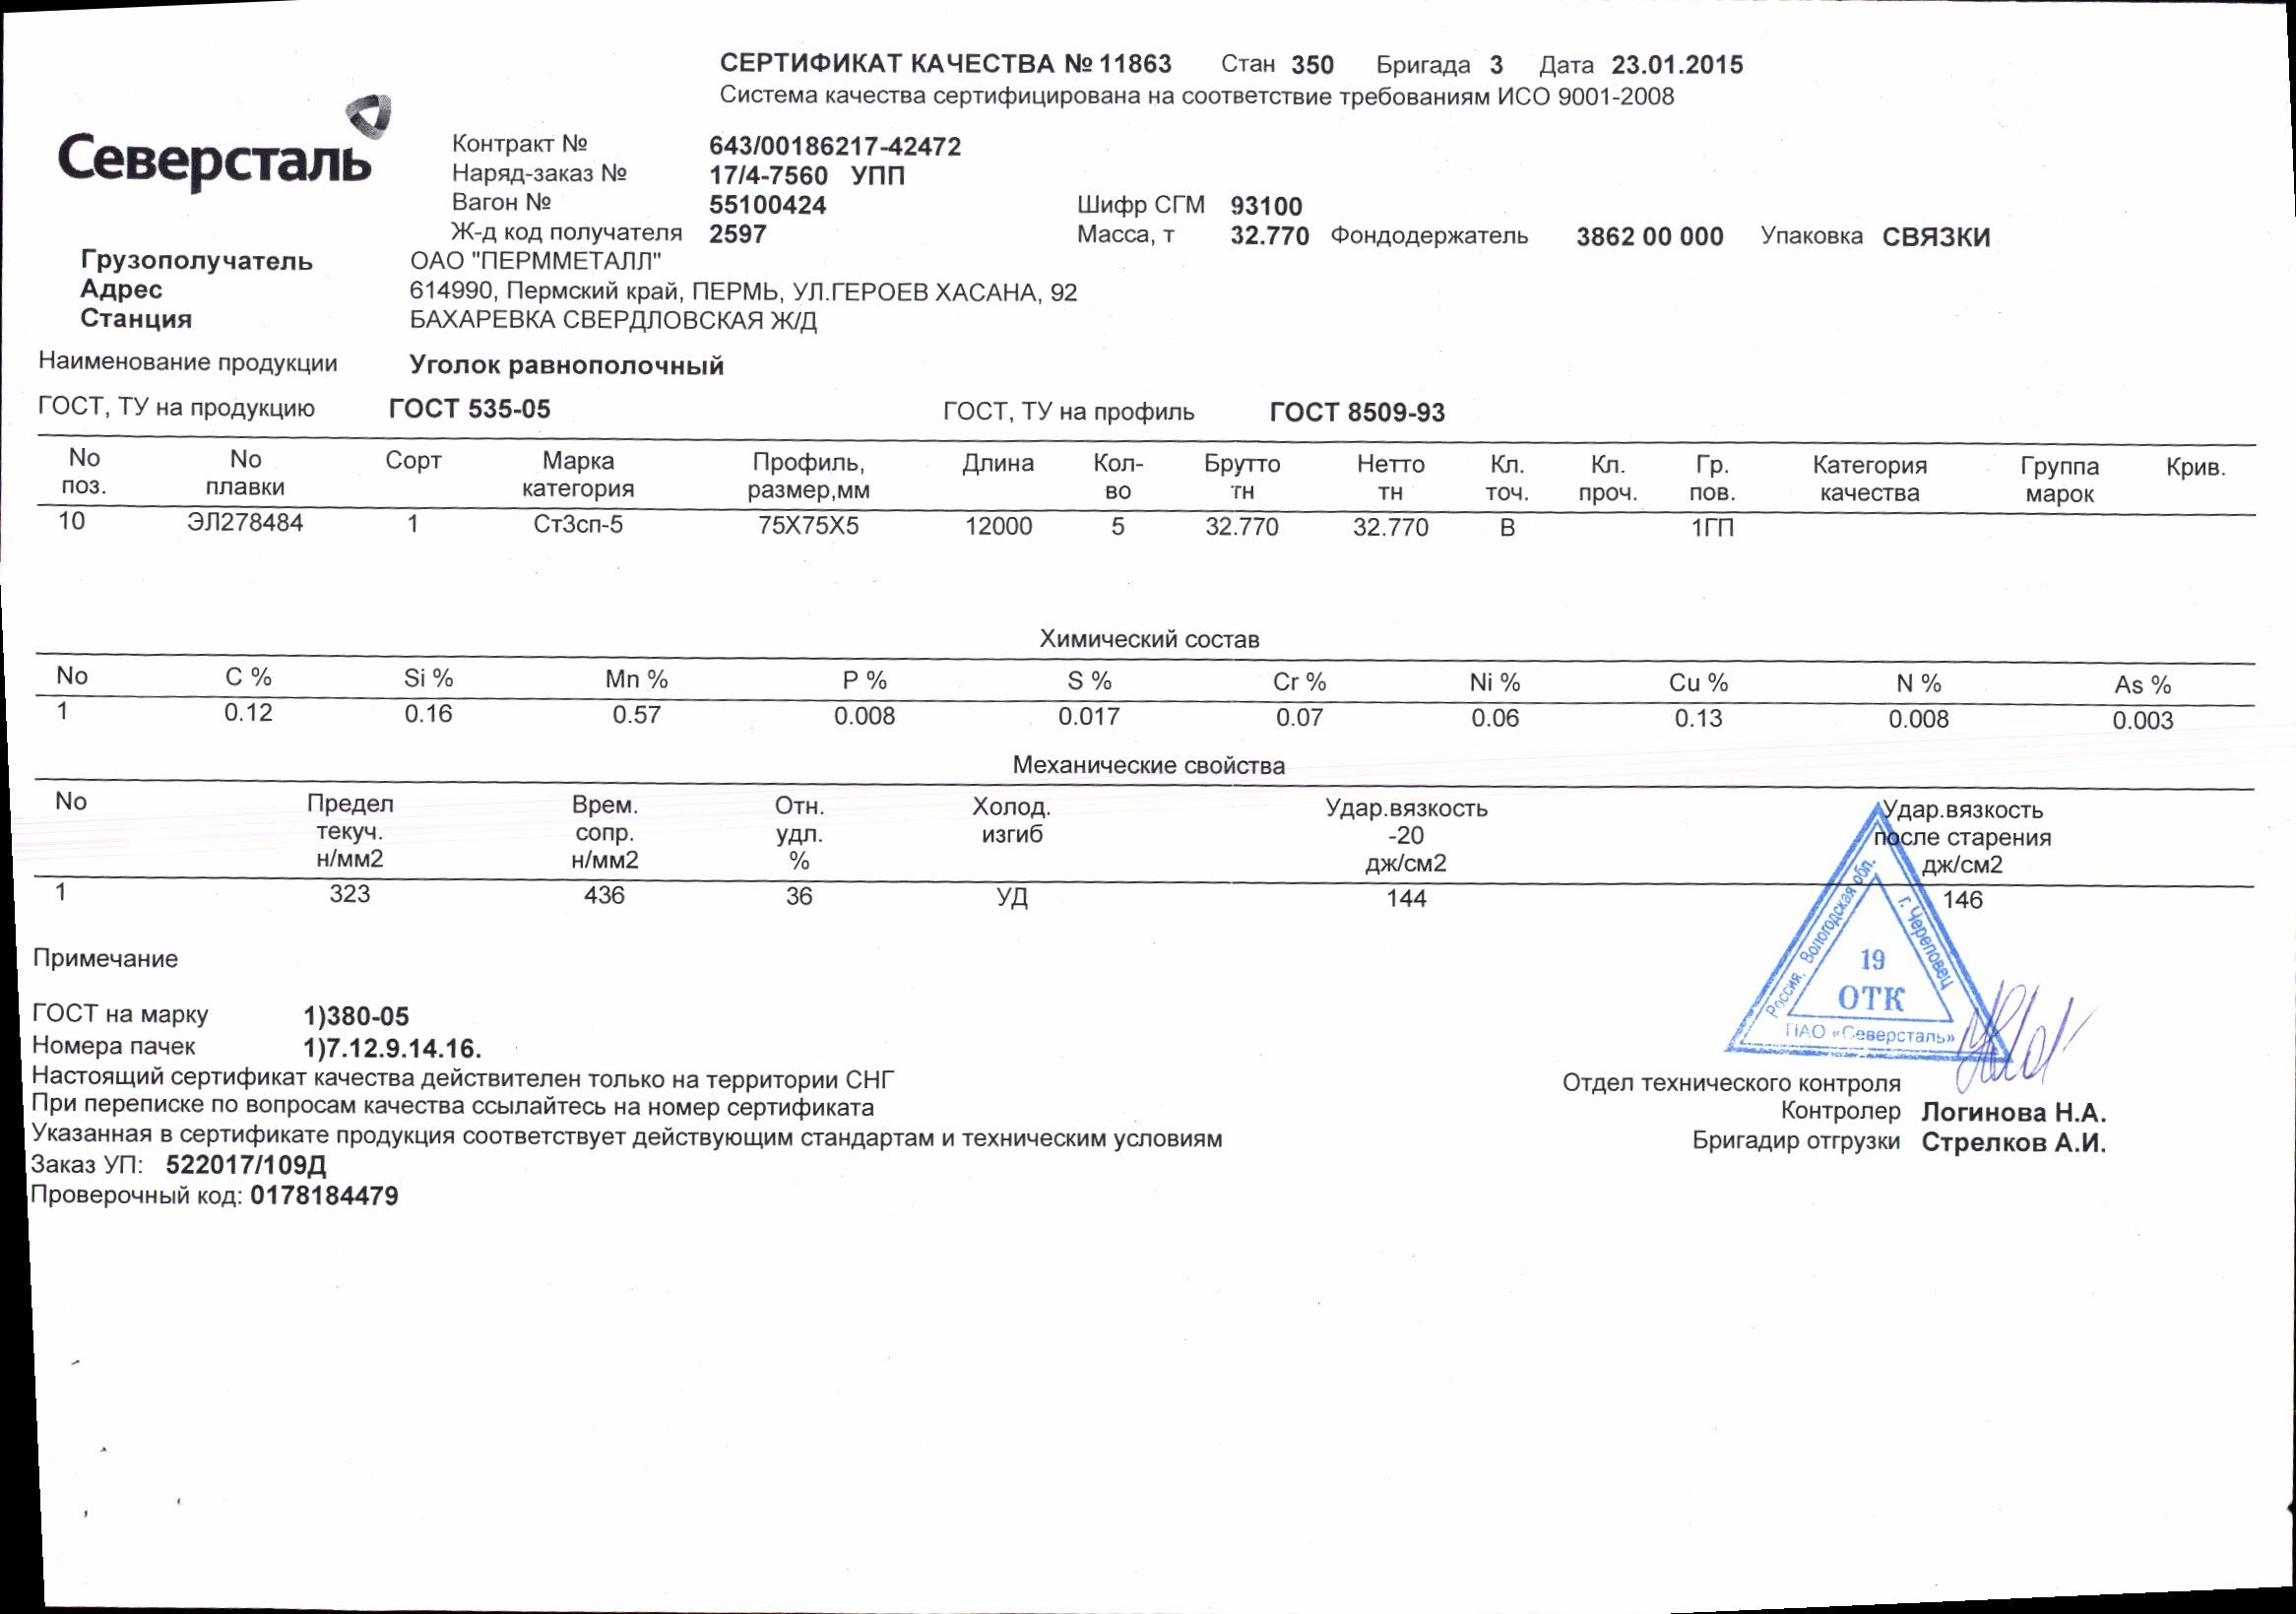 СЕРТИФИКАТ КАЧЕСТВА № 11863 Стан 350 Бригада 3 Дата 23.01.2015
Система качества сертифицирована на соответствие требованиям ИСО 9001-2008
Северсталь
Контракт № 643/00186217-42472
Наряд-заказ № 17/4-7560 УПП
Вагон № 55100424 Шифр СГМ 93100
Ж-д код получателя 2597 Масса, т 32.770 Фондодержатель 3862 00 000 Упаковка СВЯЗКИ
Грузополучатель ОАО "ПЕРММЕТАЛЛ"
Адрес 614990, Пермский край, ПЕРМЬ, УЛ.ГЕРОЕВ ХАСАНА, 92
Станция БАХАРЕВКА СВЕРДЛОВСКАЯ Ж/Д
Наименование продукции Уголок равнополочный
ГОСТ, ТУ на продукцию ГОСТ 535-05 ГОСТ, ТУ на профиль ГОСТ 8509-93
No No Сорт Марка Профиль, Длина Кол- Брутто Нетто Кл. Кл. Гр. Категория Группа Крив.
поз. плавки категория размер,мм во тн тн точ. проч. пов. качества марок
10 ЭЛ278484 1 Ст3сп-5 75Х75Х5 12000 5 32.770 32.770 В 1ГП
Химический состав
No C % Si % Mn % P % S % Cr % Ni % Cu % N % As %
1 0.12 0.16 0.57 0.008 0.017 0.07 0.06 0.13 0.008 0.003
Механические свойства
No Предел Врем. Отн. Холод. Удар.вязкость Удар.вязкость
текуч. сопр. удл. изгиб -20 после старения
н/мм2 н/мм2 % дж/см2 дж/см2
1 323 436 36 УД 144 146
Россия, Вологодская обл.
г. Череповец
19
ОТК
ПАО «Северсталь»
Примечание
ГОСТ на марку 1)380-05
Номера пачек 1)7.12.9.14.16.
Настоящий сертификат качества действителен только на территории СНГ
При переписке по вопросам качества ссылайтесь на номер сертификата
Указанная в сертификате продукция соответствует действующим стандартам и техническим условиям
Заказ УП: 522017/109Д
Проверочный код: 0178184479
Отдел технического контроля
Контролер Логинова Н.А.
Бригадир отгрузки Стрелков А.И.